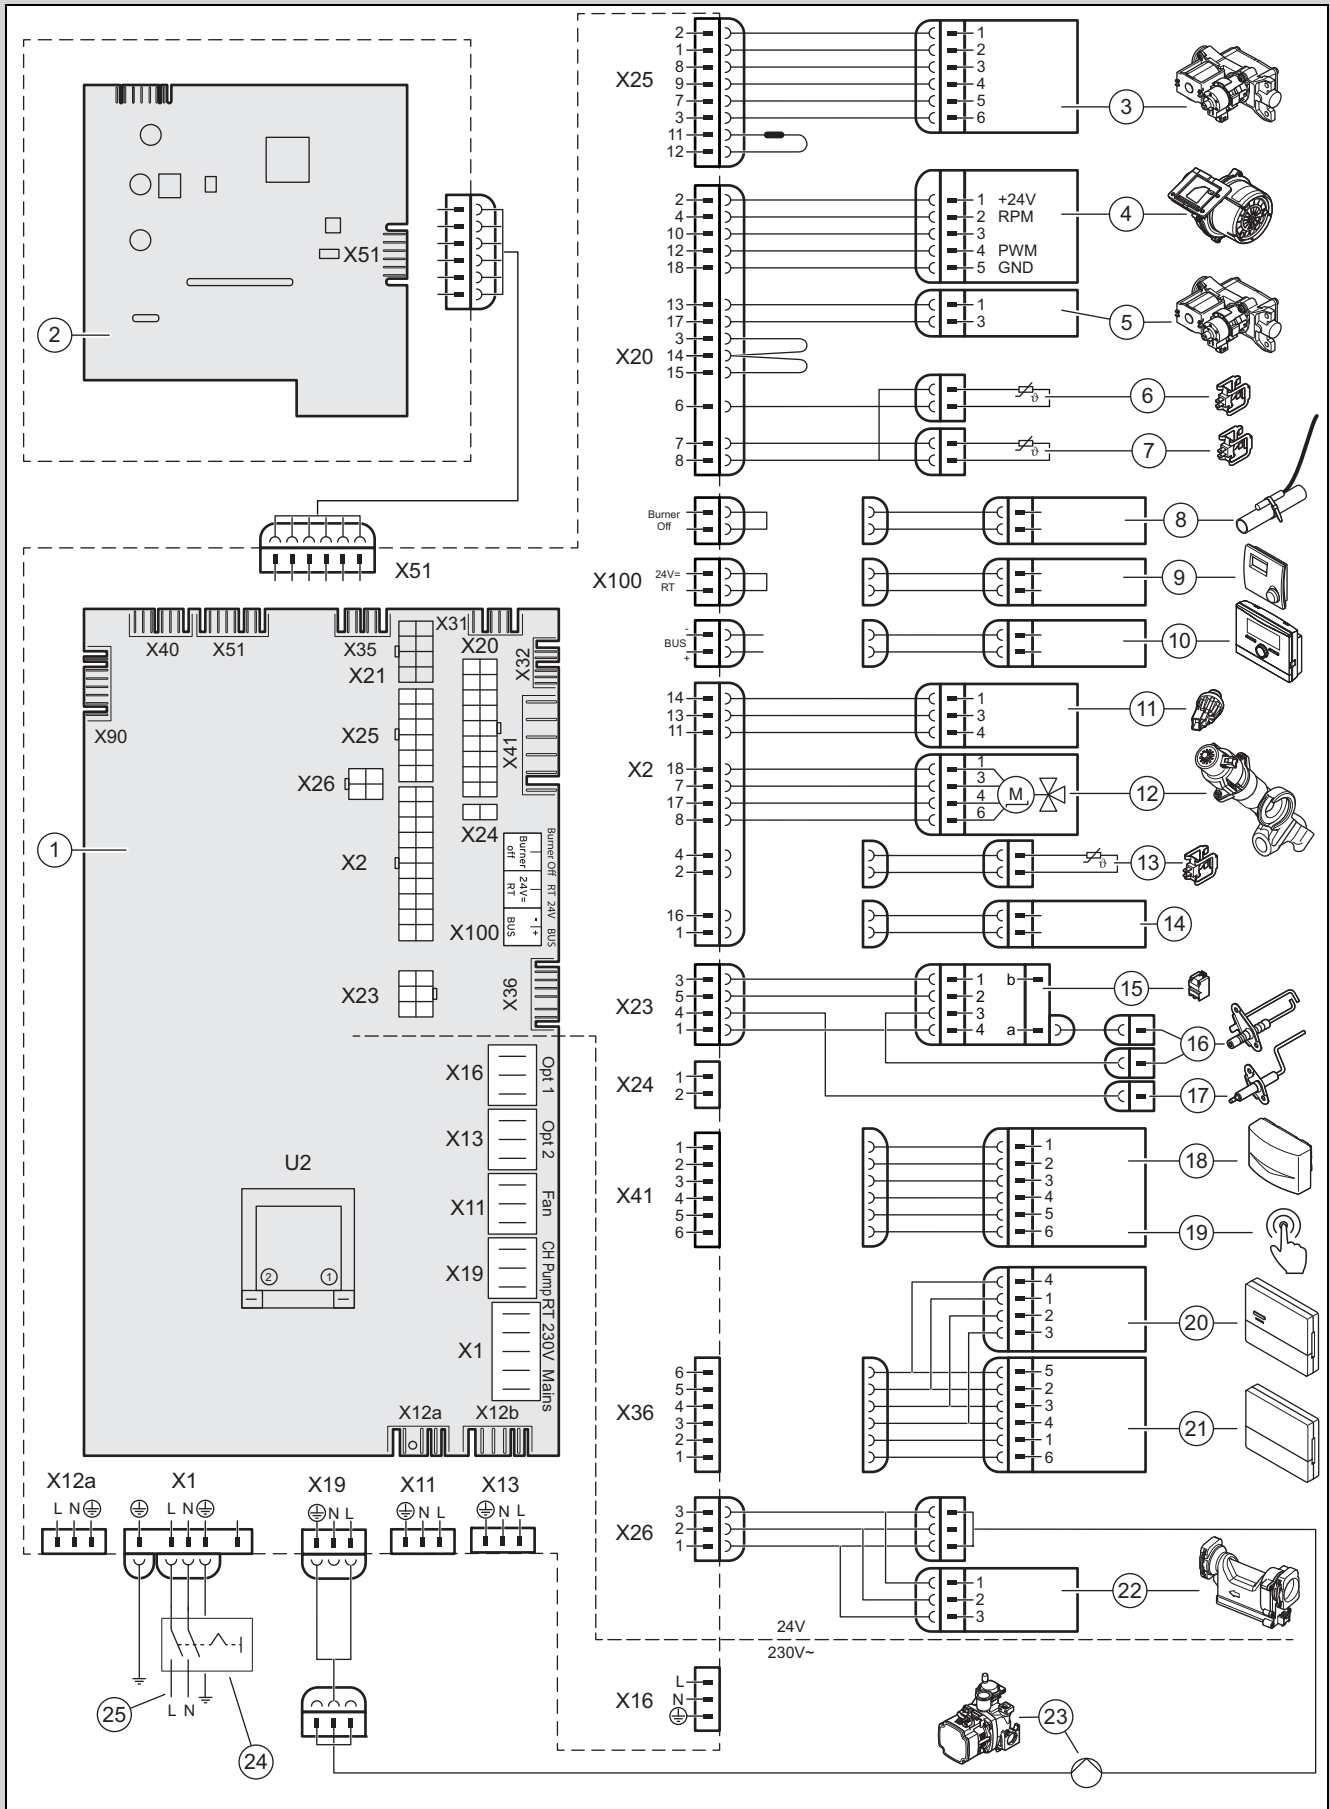 X51
2
X51
X40
X51
X35
X31
X20
X32
X21
X90
X25
X41
X26
X24
X2
Burner off
24V= RT
BUS
- +
Burner Off RT 24V BUS
X100
X23
X36
1
X16
Opt 1
X13
Opt 2
X11
Fan
X19
CH Pump
X1
RT 230V Mains
U2
2
1
X12a
X12b
X12a
L N
X1
L N
X19
N L
X11
N L
X13
N L
L N
25
24
X25
2
1
8
9
7
3
11
12
1
2
3
4
5
6
3
X20
2
4
10
12
18
13
17
3
14
15
6
7
8
1 +24V
2 RPM
3
4 PWM
5 GND
4
1
3
5
ϑ
6
ϑ
7
Burner
Off
8
X100
24V=
RT
9
-
BUS
+
10
X2
14
13
11
18
7
17
8
4
2
16
1
1
3
4
11
1
3
4
6
M
12
ϑ
13
14
X23
3
5
4
1
1
2
3
4
b
a
15
16
17
X24
1
2
X41
1
2
3
4
5
6
1
2
3
4
5
6
18
19
4
1
2
3
20
X36
6
5
4
3
2
1
5
2
3
4
1
6
21
X26
3
2
1
1
2
3
22
24V
230V~
X16
L
N
23